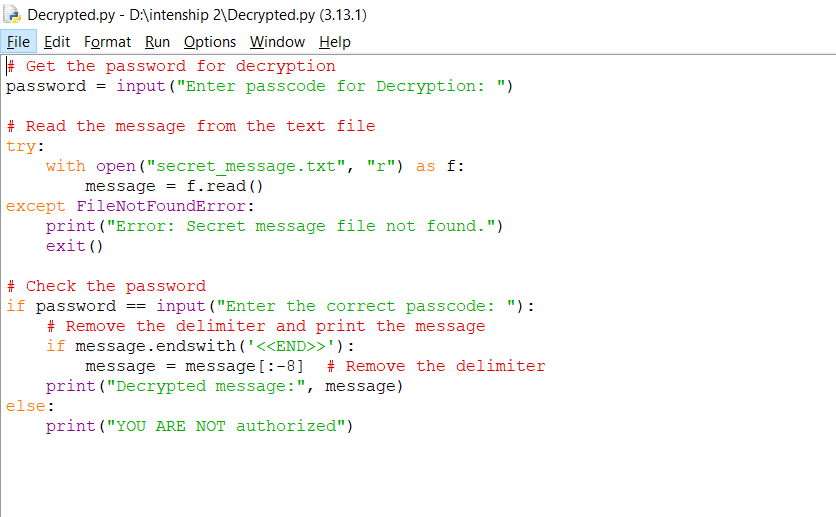 Decrypted.py - D:\intenship 2\Decrypted.py (3.13.1)
File Edit Format Run Options Window Help
# Get the password for decryption
password = input("Enter passcode for Decryption: ")

# Read the message from the text file
try:
    with open("secret_message.txt", "r") as f:
        message = f.read()
except FileNotFoundError:
    print("Error: Secret message file not found.")
    exit()

# Check the password
if password == input("Enter the correct passcode: "):
    # Remove the delimiter and print the message
    if message.endswith('<<END>>'):
        message = message[:-8]  # Remove the delimiter
    print("Decrypted message:", message)
else:
    print("YOU ARE NOT authorized")